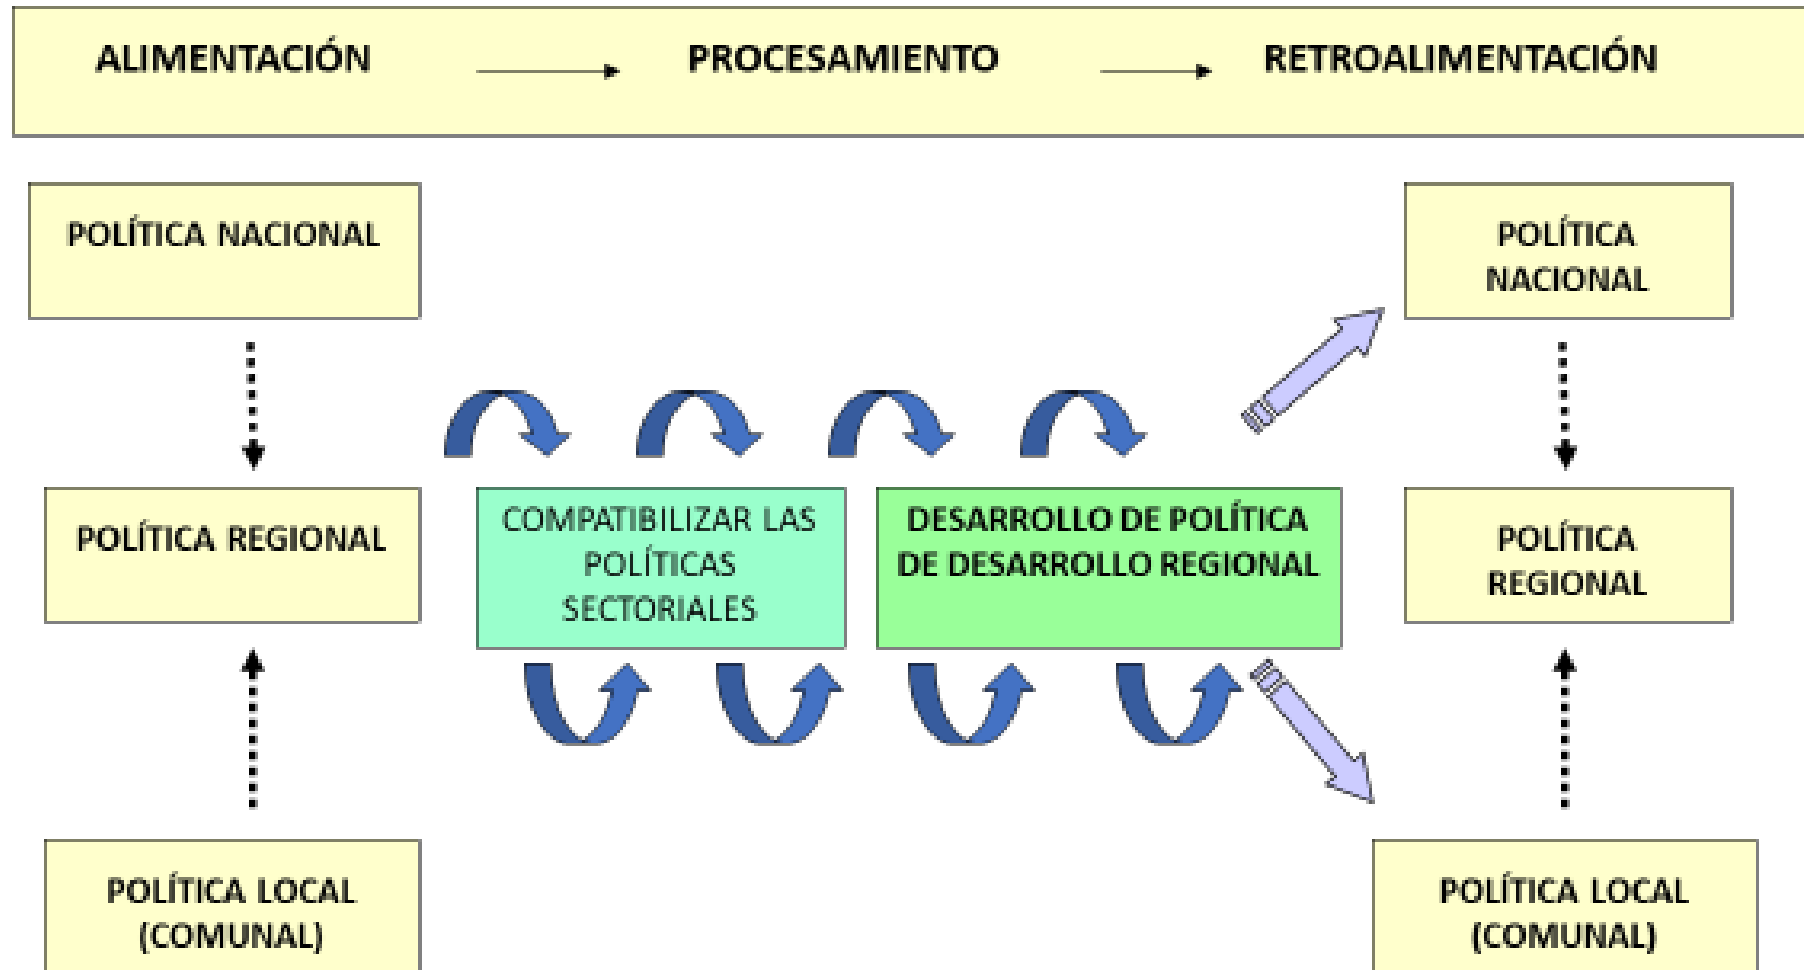 ALIMENTACIÓN PROCESAMIENTO RETROALIMENTACIÓN
POLÍTICA NACIONAL
POLÍTICA
NACIONAL
POLÍTICA REGIONAL
COMPATIBILIZAR LAS
POLÍTICAS
SECTORIALES
DESARROLLO DE POLÍTICA
DE DESARROLLO REGIONAL
POLÍTICA
REGIONAL
POLÍTICA LOCAL
(COMUNAL)
POLÍTICA LOCAL
(COMUNAL)